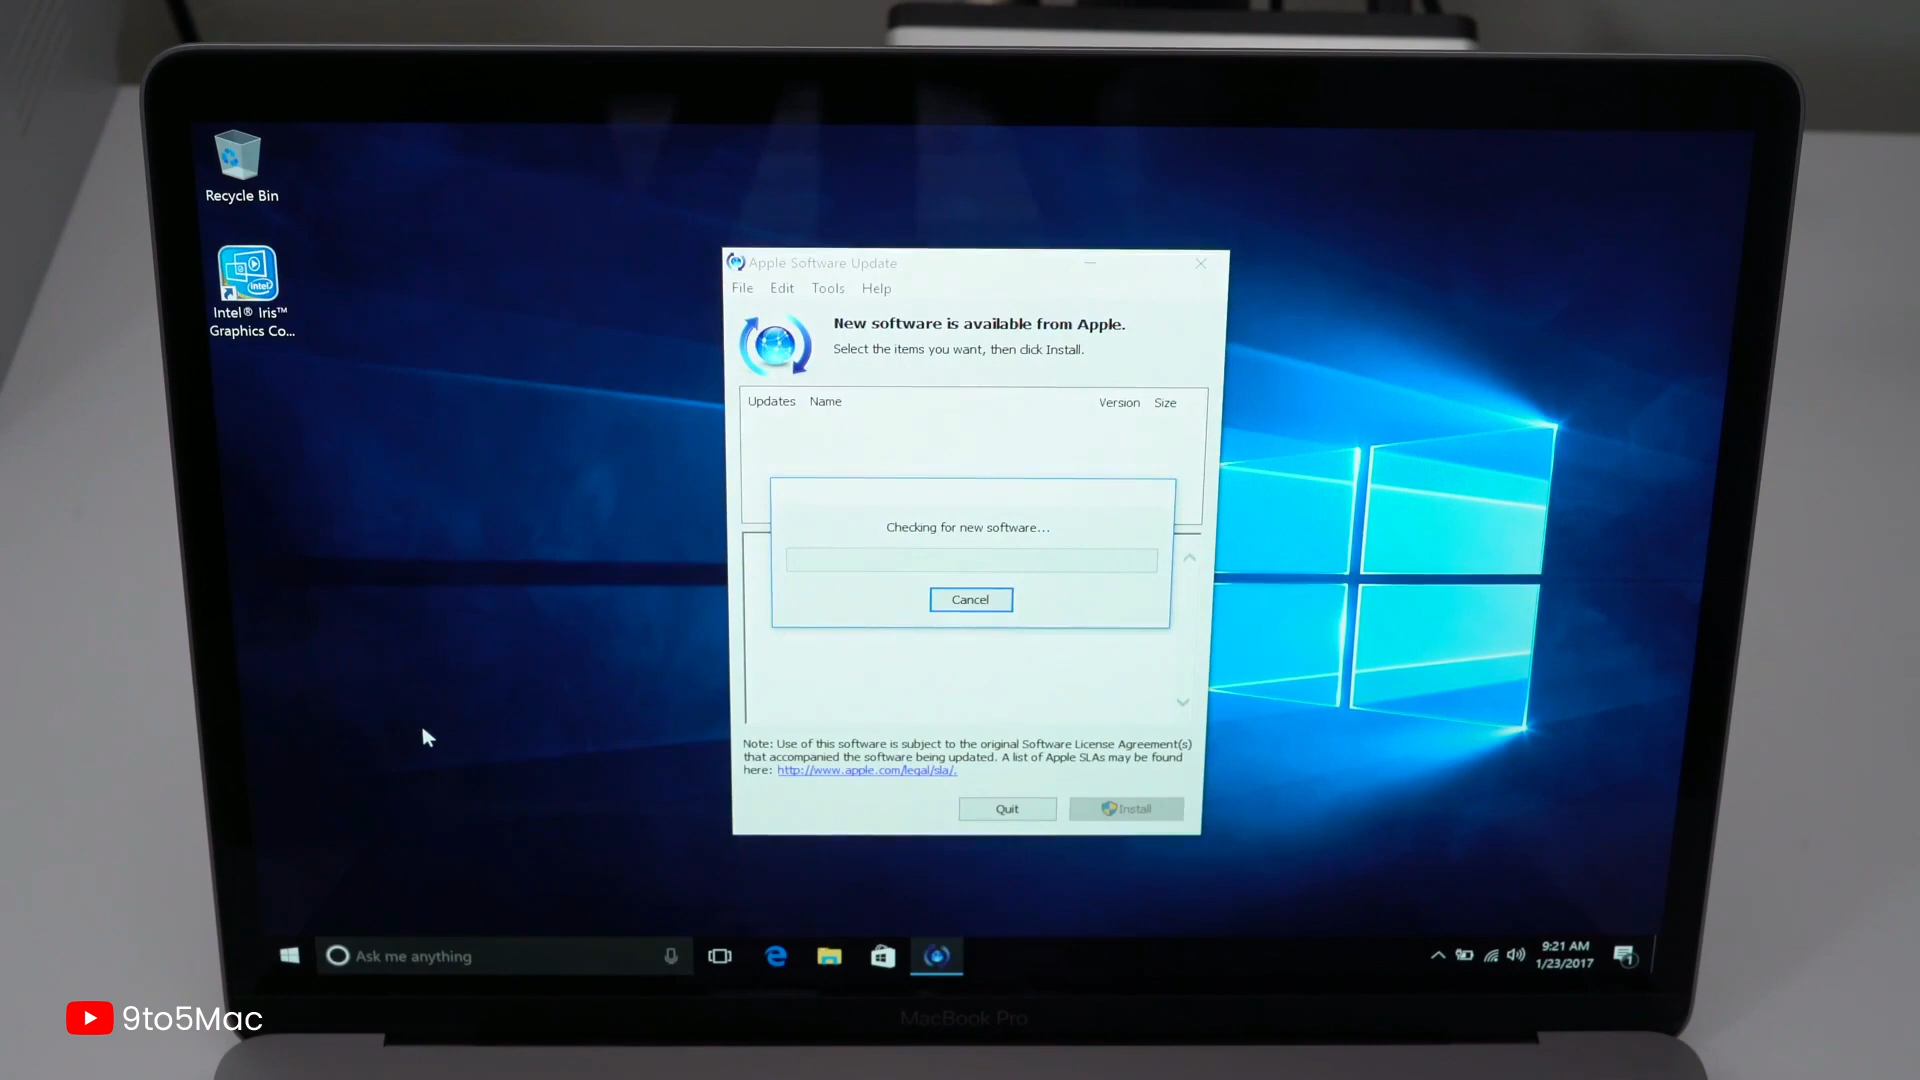 Recycle Bin
intel
Intel® Iris™
Graphics Co...
Apple Software Update
File Edit Tools Help
New software is available from Apple.
Select the items you want, then click Install.
Updates Name Version Size
Checking for new software...
Cancel
Note: Use of this software is subject to the original Software License Agreement(s)
that accompanied the software being updated. A list of Apple SLAs may be found
here: http://www.apple.com/legal/sla/.
Quit Install
Ask me anything
9:21 AM
1/23/2017
1
MacBook Pro
9to5Mac